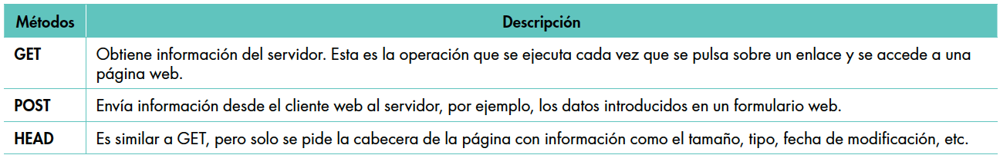 Métodos Descripción
GET Obtiene información del servidor. Esta es la operación que se ejecuta cada vez que se pulsa sobre un enlace y se accede a una
página web.
POST Envía información desde el cliente web al servidor, por ejemplo, los datos introducidos en un formulario web.
HEAD Es similar a GET, pero solo se pide la cabecera de la página con información como el tamaño, tipo, fecha de modificación, etc.